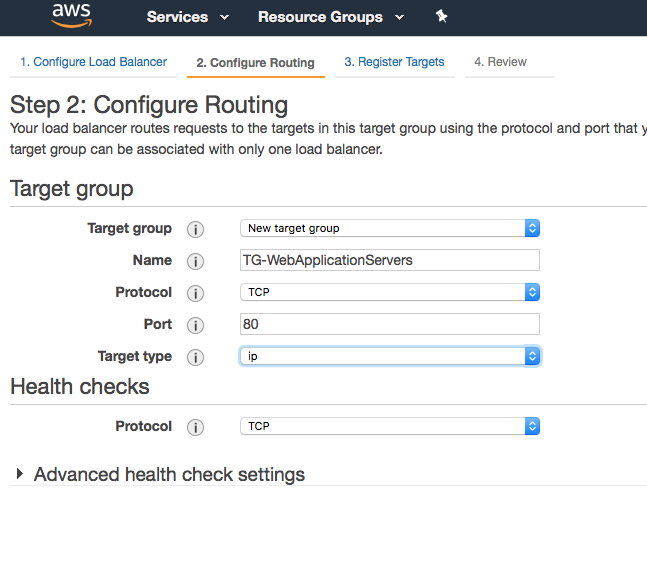 aws
Services
Resource Groups
1. Configure Load Balancer
2. Configure Routing
3. Register Targets
4. Review
Step 2: Configure Routing
Your load balancer routes requests to the targets in this target group using the protocol and port that y
target group can be associated with only one load balancer.
Target group
Target group i New target group
Name i TG-WebApplicationServers
Protocol i TCP
Port i 80
Target type i ip
Health checks
Protocol i TCP
Advanced health check settings